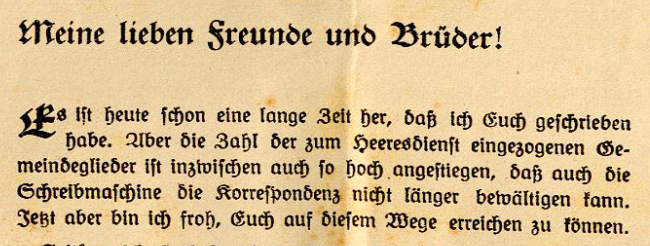 Meine lieben Freunde und Brüder!
Es ist heute schon eine lange Zeit her, daß ich Euch geschrieben
habe. Aber die Zahl der zum Heeresdienst eingezogenen Ge-
meindeglieder ist inzwischen auch so hoch angestiegen, daß auch die
Schreibmaschine die Korrespondenz nicht länger bewältigen kann.
Jetzt aber bin ich froh, Euch auf diesem Wege erreichen zu können.